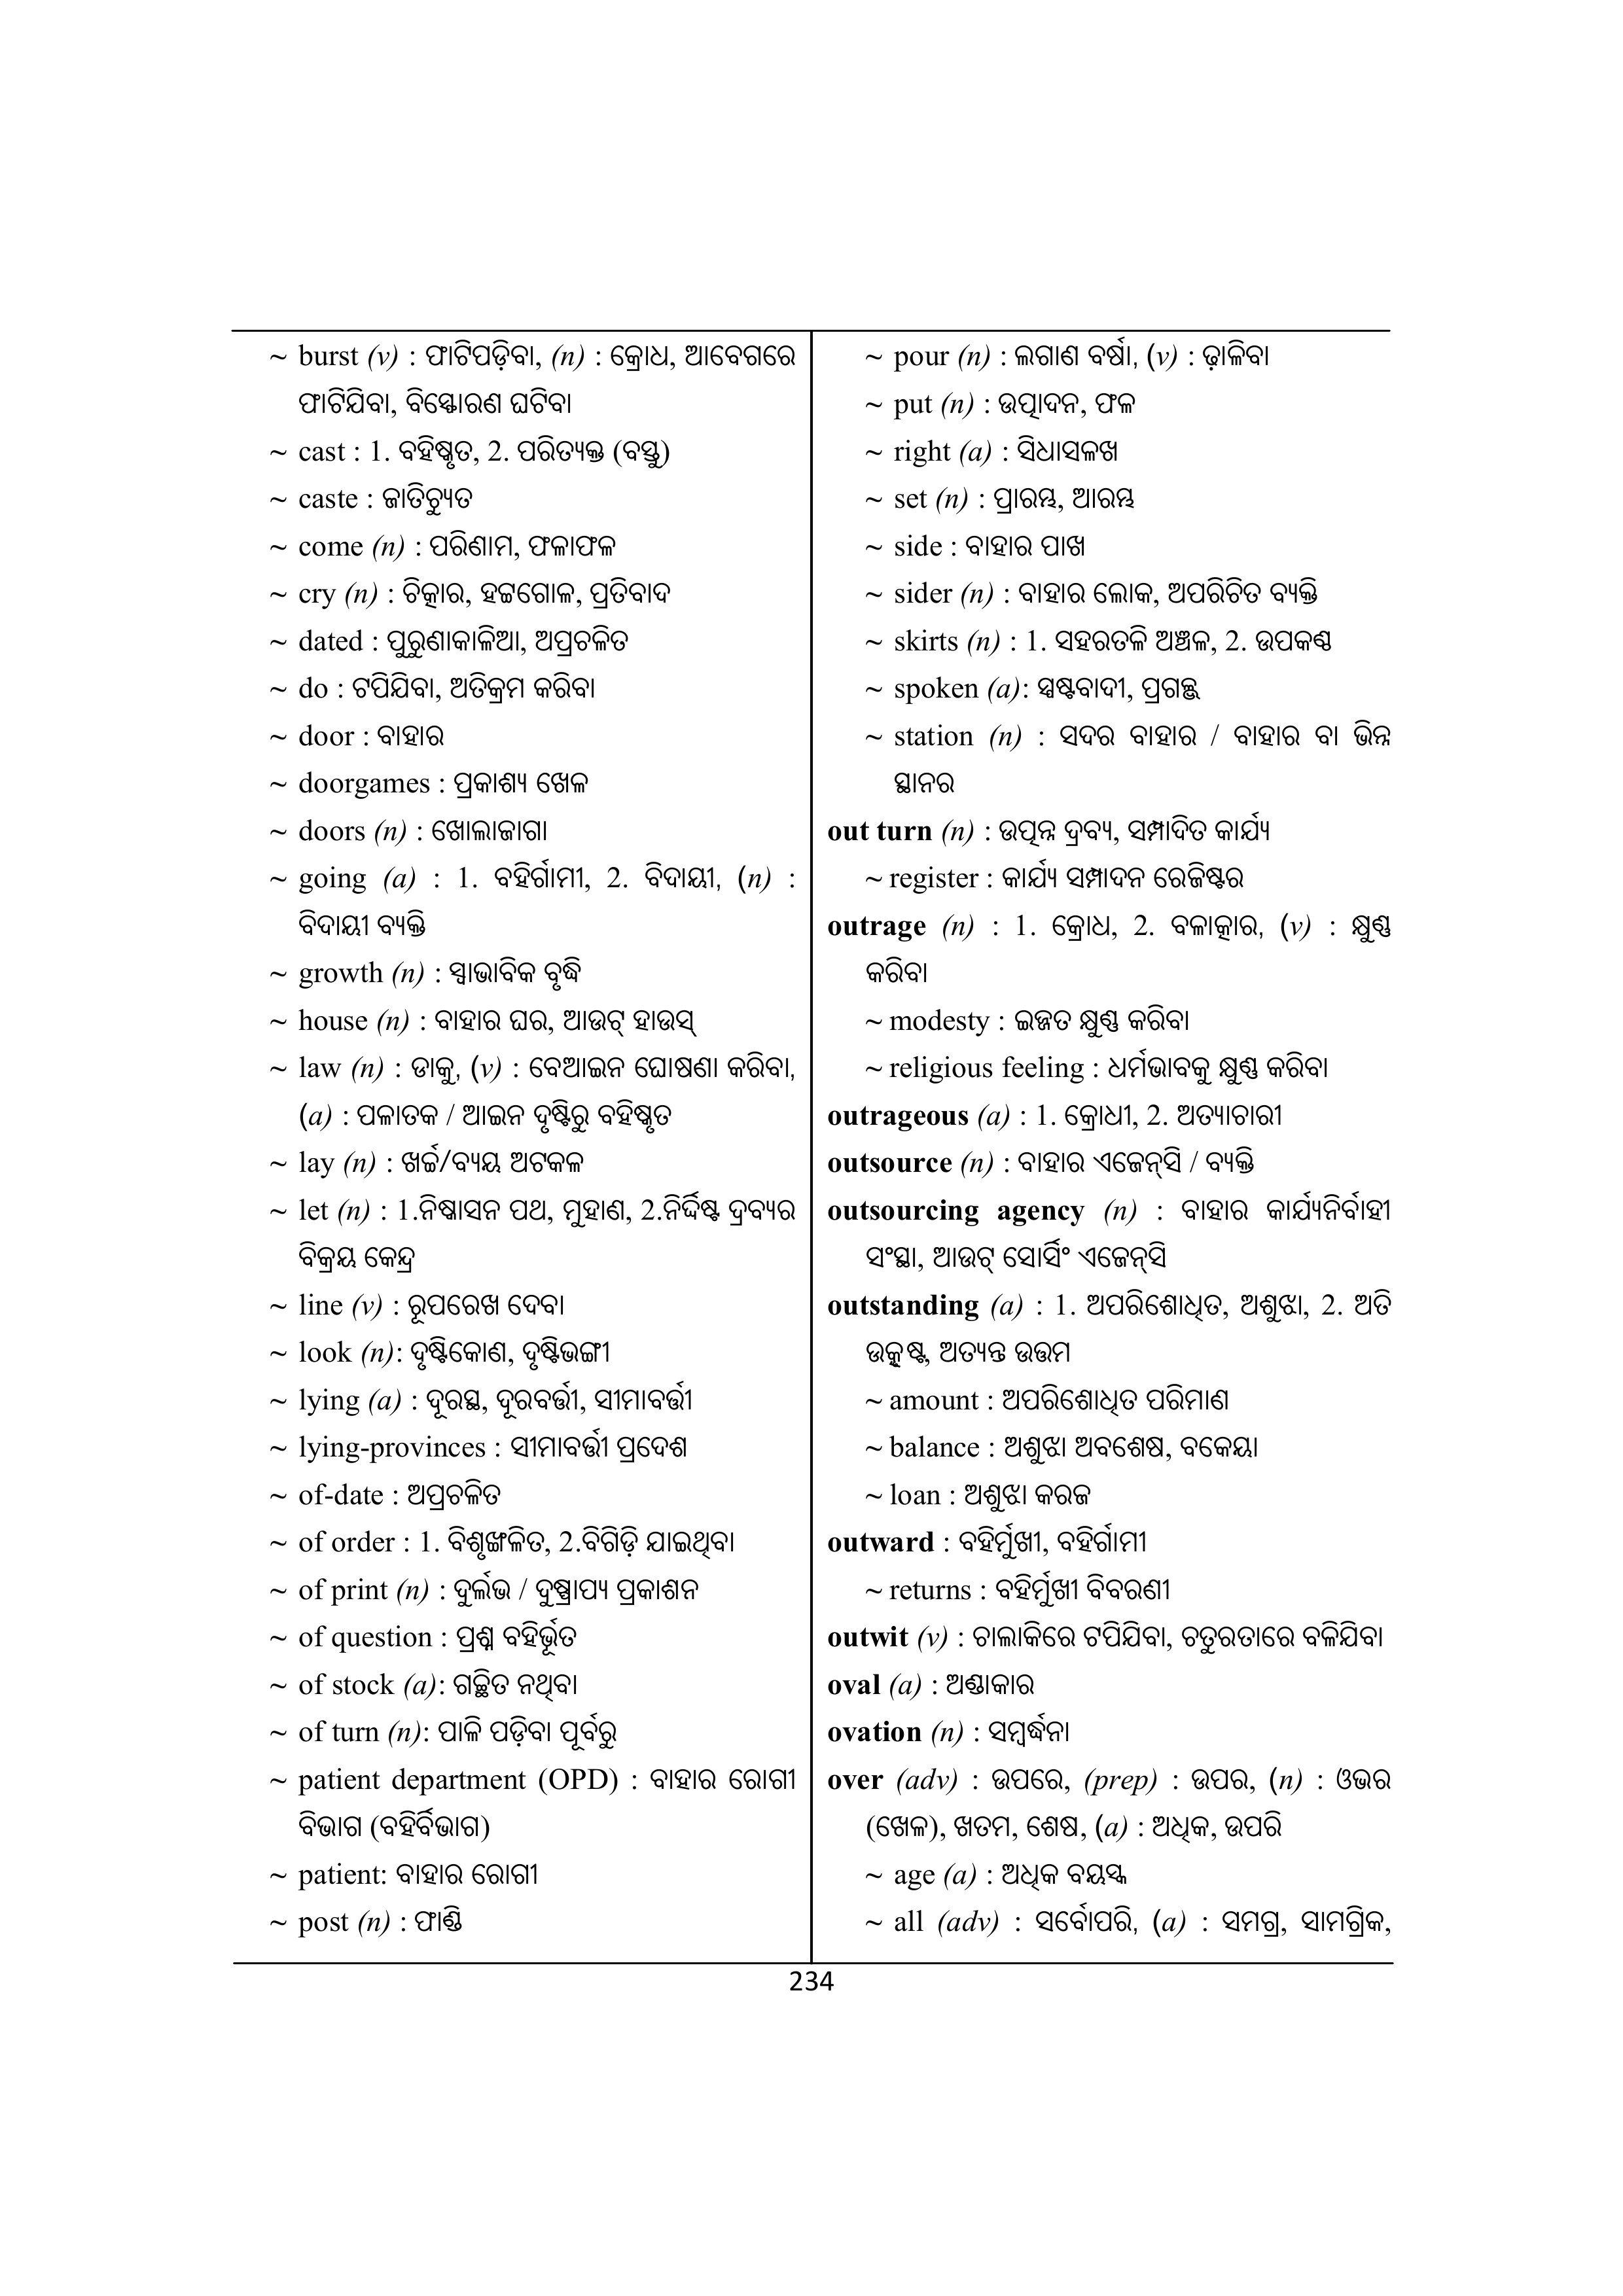 ~ burst (v) : ଫାଟିପଡ଼ିବା, (n) : କ୍ରୋଧ, ଆବେଗରେ
ଫାଟିଯିବା, ବିସ୍ଫୋରଣ ଘଟିବା
~ cast : 1. ବହିଷ୍କୃତ, 2. ପରିତ୍ୟକ୍ତ (ବସ୍ତୁ)
~ caste : ଜାତିଚ୍ୟୁତ
~ come (n) : ପରିଣାମ, ଫଳାଫଳ
~ cry (n) : ଚିତ୍କାର, ହଟ୍ଟଗୋଳ, ପ୍ରତିବାଦ
~ dated : ପୁରୁଣାକାଳିଆ, ଅପ୍ରଚଳିତ
~ do : ଟପିଯିବା, ଅତିକ୍ରମ କରିବା
~ door : ବାହାର
~ doorgames : ପ୍ରକାଶ୍ୟ ଖେଳ
~ doors (n) : ଖୋଲାଜାଗା
~ going (a) : 1. ବହିର୍ଗାମୀ, 2. ବିଦାୟୀ, (n) :
ବିଦାୟୀ ବ୍ୟକ୍ତି
~ growth (n) : ସ୍ୱାଭାବିକ ବୃଦ୍ଧି
~ house (n) : ବାହାର ଘର, ଆଉଟ୍ ହାଉସ୍
~ law (n) : ଡାକୁ, (v) : ବେଆଇନ ଘୋଷଣା କରିବା,
(a) : ପଳାତକ / ଆଇନ ଦୃଷ୍ଟିରୁ ବହିଷ୍କୃତ
~ lay (n) : ଖର୍ଚ୍ଚ/ବ୍ୟୟ ଅଟକଳ
~ let (n) : 1.ନିଷ୍କାସନ ପଥ, ମୁହାଣ, 2.ନିର୍ଦ୍ଦିଷ୍ଟ ଦ୍ରବ୍ୟର
ବିକ୍ରୟ କେନ୍ଦ୍ର
~ line (v) : ରୂପରେଖ ଦେବା
~ look (n): ଦୃଷ୍ଟିକୋଣ, ଦୃଷ୍ଟିଭଙ୍ଗୀ
~ lying (a) : ଦୂରସ୍ଥ, ଦୂରବର୍ତ୍ତୀ, ସୀମାବର୍ତ୍ତୀ
~ lying-provinces : ସୀମାବର୍ତ୍ତୀ ପ୍ରଦେଶ
~ of-date : ଅପ୍ରଚଳିତ
~ of order : 1. ବିଶୃଙ୍ଖଳିତ, 2.ବିଗିଡ଼ି ଯାଇଥିବା
~ of print (n) : ଦୁର୍ଲଭ / ଦୁଷ୍ପ୍ରାପ୍ୟ ପ୍ରକାଶନ
~ of question : ପ୍ରଶ୍ନ ବହିର୍ଭୂତ
~ of stock (a): ଗଚ୍ଛିତ ନଥିବା
~ of turn (n): ପାଳି ପଡ଼ିବା ପୂର୍ବରୁ
~ patient department (OPD) : ବାହାର ରୋଗୀ
ବିଭାଗ (ବହିର୍ବିଭାଗ)
~ patient: ବାହାର ରୋଗୀ
~ post (n) : ଫାଣ୍ଡି
~ pour (n) : ଲଗାଣ ବର୍ଷା, (v) : ଢ଼ାଳିବା
~ put (n) : ଉତ୍ପାଦନ, ଫଳ
~ right (a) : ସିଧାସଳଖ
~ set (n) : ପ୍ରାରମ୍ଭ, ଆରମ୍ଭ
~ side : ବାହାର ପାଖ
~ sider (n) : ବାହାର ଲୋକ, ଅପରିଚିତ ବ୍ୟକ୍ତି
~ skirts (n) : 1. ସହରତଳି ଅଞ୍ଚଳ, 2. ଉପକଣ୍ଠ
~ spoken (a): ସ୍ପଷ୍ଟବାଦୀ, ପ୍ରଗଳ୍ଭ
~ station (n) : ସଦର ବାହାର / ବାହାର ବା ଭିନ୍ନ
ସ୍ଥାନର
out turn (n) : ଉତ୍ପନ୍ନ ଦ୍ରବ୍ୟ, ସମ୍ପାଦିତ କାର୍ଯ୍ୟ
~ register : କାର୍ଯ୍ୟ ସମ୍ପାଦନ ରେଜିଷ୍ଟର
outrage (n) : 1. କ୍ରୋଧ, 2. ବଳାତ୍କାର, (v) : କ୍ଷୁଣ୍ଣ
କରିବା
~ modesty : ଇଜ୍ଜତ କ୍ଷୁଣ୍ଣ କରିବା
~ religious feeling : ଧର୍ମଭାବକୁ କ୍ଷୁଣ୍ଣ କରିବା
outrageous (a) : 1. କ୍ରୋଧୀ, 2. ଅତ୍ୟାଚାରୀ
outsource (n) : ବାହାର ଏଜେନ୍‌ସି / ବ୍ୟକ୍ତି
outsourcing agency (n) : ବାହାର କାର୍ଯ୍ୟନିର୍ବାହୀ
ସଂସ୍ଥା, ଆଉଟ୍ ସୋର୍ସିଂ ଏଜେନ୍‌ସି
outstanding (a) : 1. ଅପରିଶୋଧିତ, ଅଶୁଝା, 2. ଅତି
ଉତ୍କୃଷ୍ଟ, ଅତ୍ୟନ୍ତ ଉତ୍ତମ
~ amount : ଅପରିଶୋଧିତ ପରିମାଣ
~ balance : ଅଶୁଝା ଅବଶେଷ, ବକେୟା
~ loan : ଅଶୁଝା କରଜ
outward : ବହିର୍ମୁଖୀ, ବହିର୍ଗାମୀ
~ returns : ବହିର୍ମୁଖୀ ବିବରଣୀ
outwit (v) : ଚାଲାକିରେ ଟପିଯିବା, ଚତୁରତାରେ ବଳିଯିବା
oval (a) : ଅଣ୍ଡାକାର
ovation (n) : ସମ୍ବର୍ଦ୍ଧନା
over (adv) : ଉପରେ, (prep) : ଉପର, (n) : ଓଭର
(ଖେଳ), ଖତମ, ଶେଷ, (a) : ଅଧିକ, ଉପରି
~ age (a) : ଅଧିକ ବୟସ୍କ
~ all (adv) : ସର୍ବୋପରି, (a) : ସମଗ୍ର, ସାମଗ୍ରିକ,
234